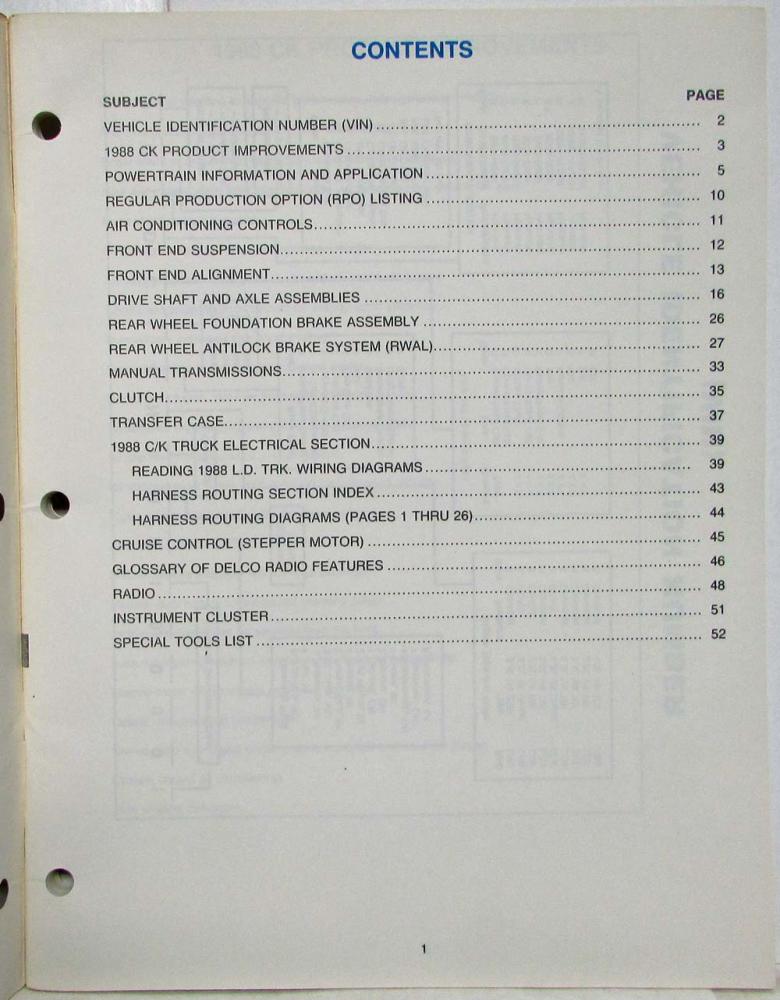 CONTENTS
SUBJECT PAGE
VEHICLE IDENTIFICATION NUMBER (VIN) 2
1988 CK PRODUCT IMPROVEMENTS 3
POWERTRAIN INFORMATION AND APPLICATION 5
REGULAR PRODUCTION OPTION (RPO) LISTING 10
AIR CONDITIONING CONTROLS 11
FRONT END SUSPENSION 12
FRONT END ALIGNMENT 13
DRIVE SHAFT AND AXLE ASSEMBLIES 16
REAR WHEEL FOUNDATION BRAKE ASSEMBLY 26
REAR WHEEL ANTILOCK BRAKE SYSTEM (RWAL) 27
MANUAL TRANSMISSIONS 33
CLUTCH 35
TRANSFER CASE 37
1988 C/K TRUCK ELECTRICAL SECTION 39
READING 1988 L.D. TRK. WIRING DIAGRAMS 39
HARNESS ROUTING SECTION INDEX 43
HARNESS ROUTING DIAGRAMS (PAGES 1 THRU 26) 44
CRUISE CONTROL (STEPPER MOTOR) 45
GLOSSARY OF DELCO RADIO FEATURES 46
RADIO 48
INSTRUMENT CLUSTER 51
SPECIAL TOOLS LIST 52
1